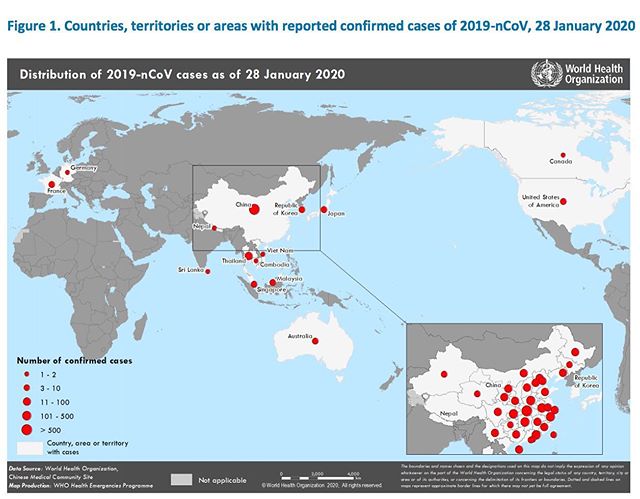 Figure 1. Countries, territories or areas with reported confirmed cases of 2019-nCoV, 28 January 2020
Distribution of 2019-nCoV cases as of 28 January 2020
World Health
Organization
Germany
France
Canada
United States
of America
China
Republic
of Korea
Japan
Nepal
Viet Nam
Thailand
Cambodia
Sri Lanka
Malaysia
Singapore
Australia
Number of confirmed cases
1 - 2
3 - 10
11 - 100
101 - 500
> 500
Country, area or territory
with cases
China
Republic
of Korea
Nepal
Data Source: World Health Organization,
Chinese Medical Community Site
Map Production: WHO Health Emergencies Programme
Not applicable
0 2,000 4,000
km
© World Health Organization 2020. All rights reserved.
The boundaries and names shown and the designations used on this map do not imply the expression of any opinion
whatsoever on the part of the World Health Organization concerning the legal status of any country, territory, city or
area or of its authorities, or concerning the delimitation of its frontiers or boundaries. Dotted and dashed lines on
maps represent approximate border lines for which there may not yet be full agreement.